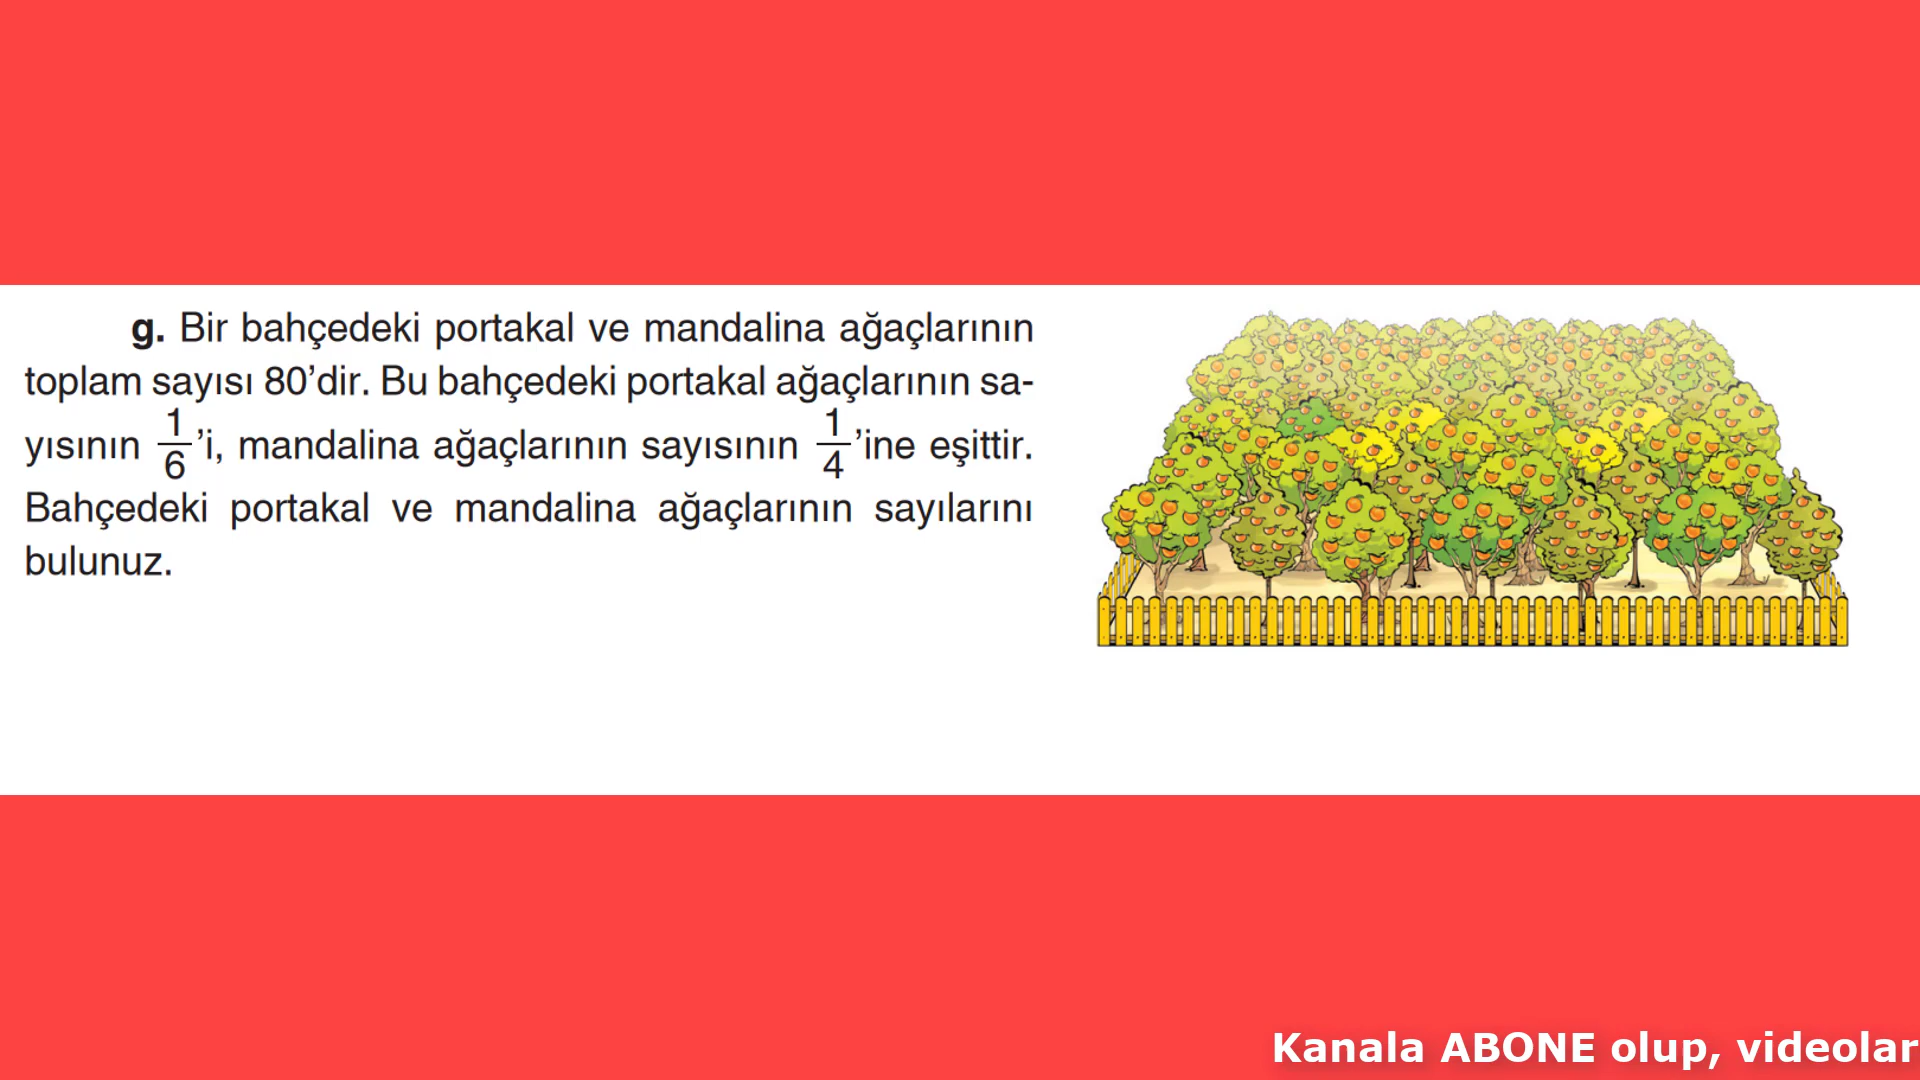 g. Bir bahçedeki portakal ve mandalina ağaçlarının
toplam sayısı 80’dir. Bu bahçedeki portakal ağaçlarının sa-
yısının 1/6’i, mandalina ağaçlarının sayısının 1/4’ine eşittir.
Bahçedeki portakal ve mandalina ağaçlarının sayılarını
bulunuz.
Kanala ABONE olup, videolar